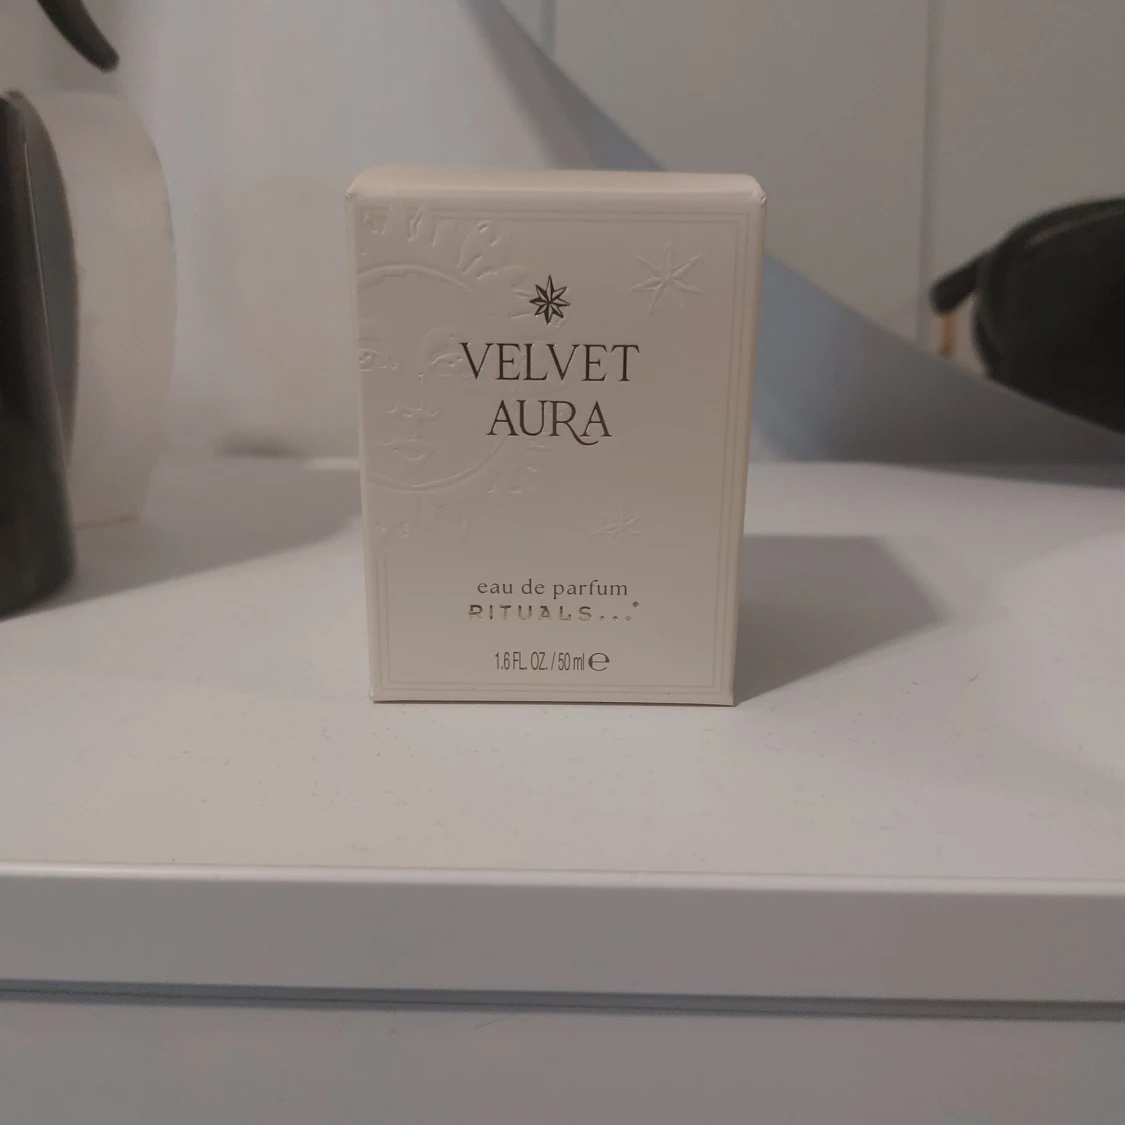 VELVET
AURA
eau de parfum
RITUALS...®
1.6 FL. OZ. / 50 ml ℮